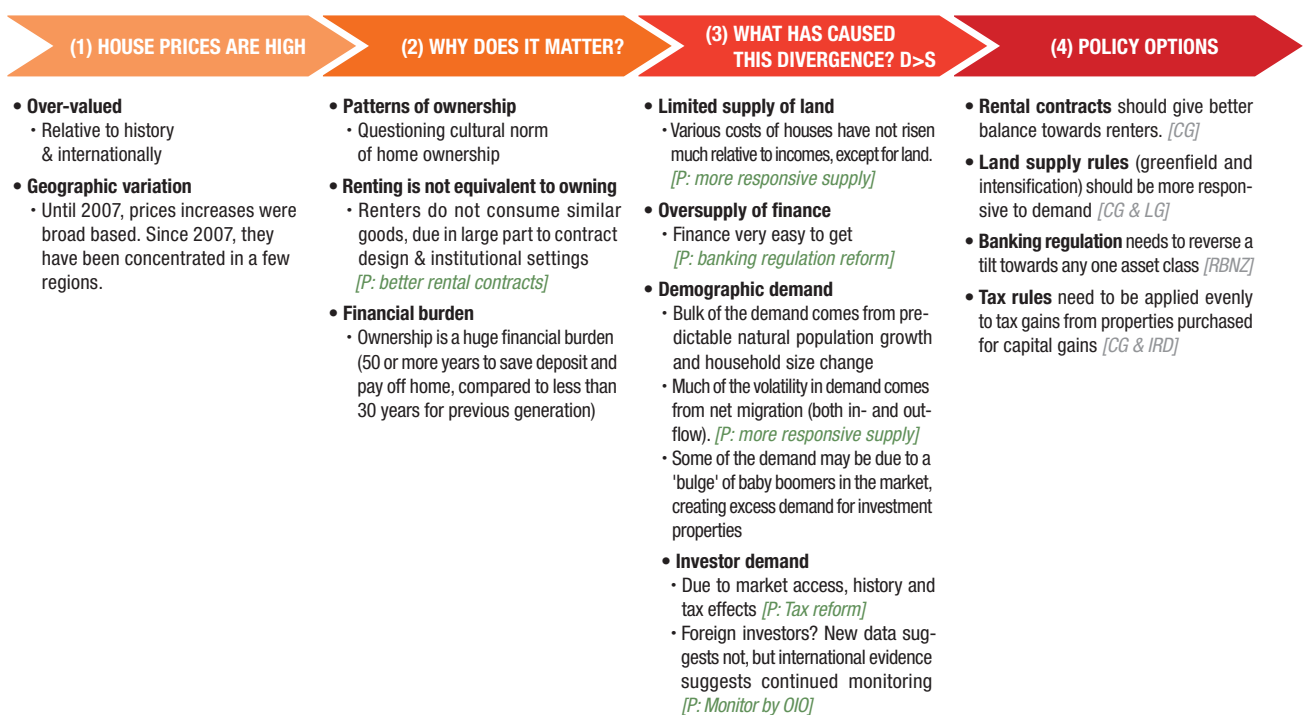 (1) HOUSE PRICES ARE HIGH
• Over-valued
· Relative to history
& internationally
• Geographic variation
· Until 2007, prices increases were
broad based. Since 2007, they
have been concentrated in a few
regions.
(2) WHY DOES IT MATTER?
• Patterns of ownership
· Questioning cultural norm
of home ownership
• Renting is not equivalent to owning
· Renters do not consume similar
goods, due in large part to contract
design & institutional settings
[P: better rental contracts]
• Financial burden
· Ownership is a huge financial burden
(50 or more years to save deposit and
pay off home, compared to less than
30 years for previous generation)
(3) WHAT HAS CAUSED
THIS DIVERGENCE? D>S
• Limited supply of land
· Various costs of houses have not risen
much relative to incomes, except for land.
[P: more responsive supply]
• Oversupply of finance
· Finance very easy to get
[P: banking regulation reform]
• Demographic demand
· Bulk of the demand comes from pre-
dictable natural population growth
and household size change
· Much of the volatility in demand comes
from net migration (both in- and out-
flow). [P: more responsive supply]
· Some of the demand may be due to a
'bulge' of baby boomers in the market,
creating excess demand for investment
properties
• Investor demand
· Due to market access, history and
tax effects [P: Tax reform]
· Foreign investors? New data sug-
gests not, but international evidence
suggests continued monitoring
[P: Monitor by OIO]
(4) POLICY OPTIONS
• Rental contracts should give better
balance towards renters. [CG]
• Land supply rules (greenfield and
intensification) should be more respon-
sive to demand [CG & LG]
• Banking regulation needs to reverse a
tilt towards any one asset class [RBNZ]
• Tax rules need to be applied evenly
to tax gains from properties purchased
for capital gains [CG & IRD]